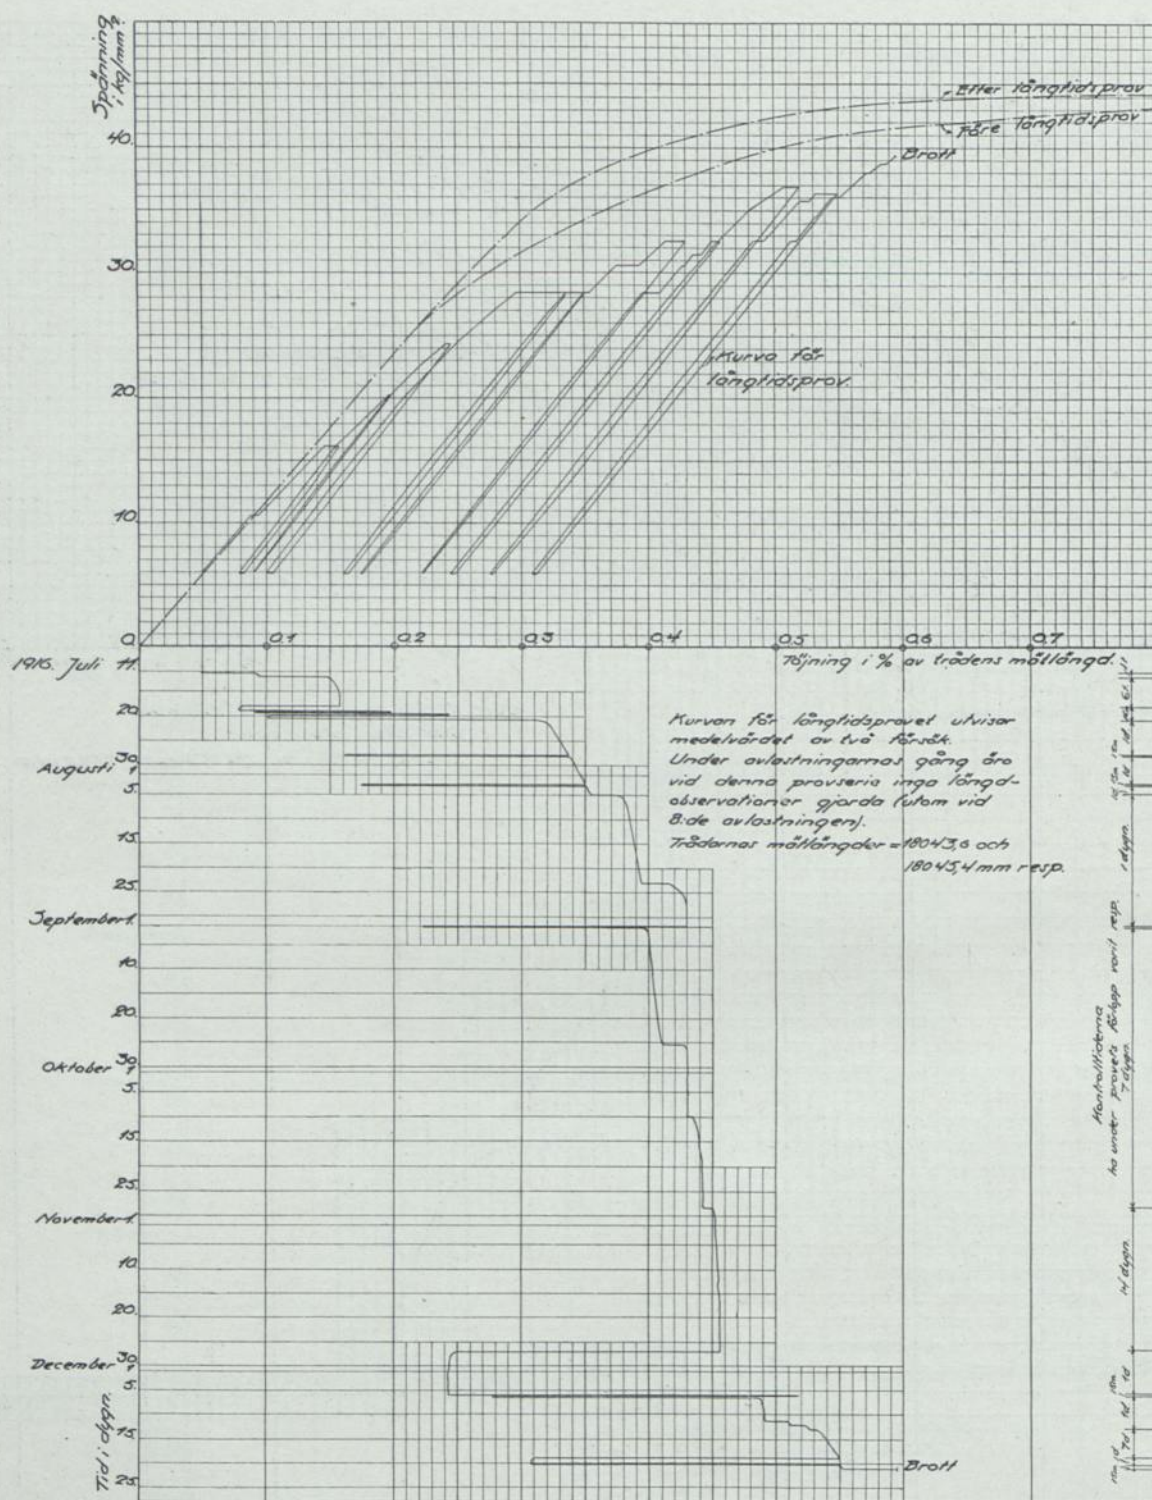 Spänning
i kg/mm²
Efter långtidsprov
Före långtidsprov
Brott
40.
30.
20.
10.
0.
Kurva för
långtidsprov.
0.1
0.2
0.3
0.4
0.5
0.6
0.7
Töjning i % av trådens mätlängd.
1916. Juli 11.
20.
30.
Augusti 1.
5.
15.
25.
September 1.
10.
20.
30.
Oktober 1.
5.
15.
25.
November 1.
10.
20.
30.
December 1.
5.
15.
25.
Tid i dygn.
Kurvan för långtidsprovet utvisar
medelvärdet av två försök.
Under avlastningarnas gång äro
vid denna provserie inga längd-
observationer gjorda (utom vid
8:de avlastningen).
Trådarnas mätlängder = 18043,6 och
18045,4 mm resp.
Brott
Kontrolltiderna
ha under provets förlopp varit resp.
1 dygn.
7 dygn.
14 dygn.